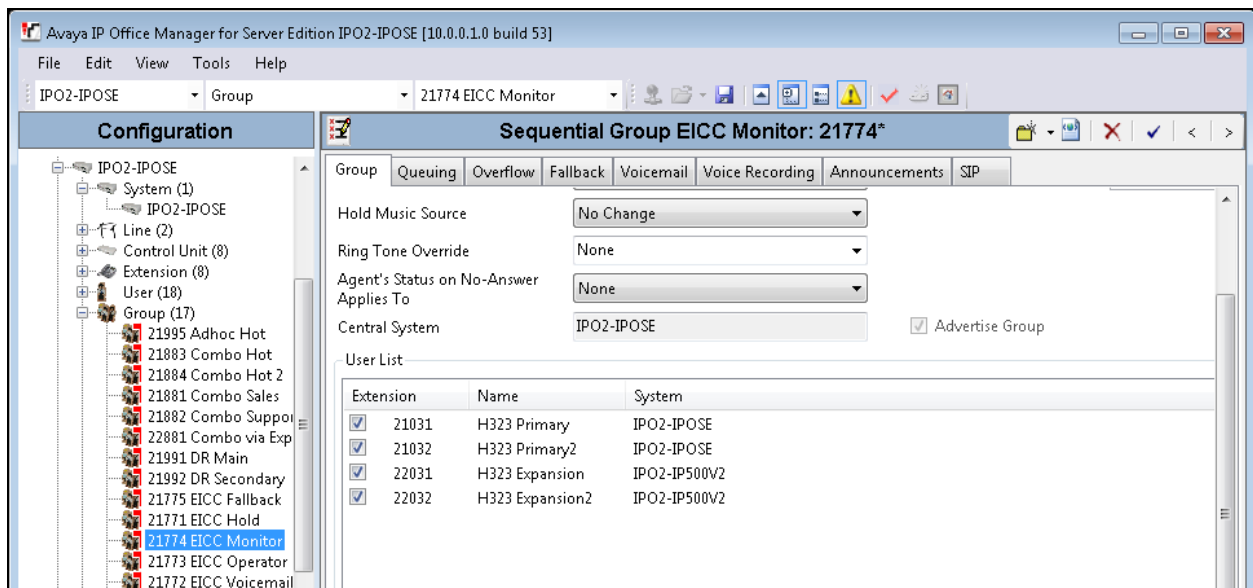 Avaya IP Office Manager for Server Edition IPO2-IPOSE [10.0.0.1.0 build 53]
File Edit View Tools Help
IPO2-IPOSE Group 21774 EICC Monitor
Configuration
Sequential Group EICC Monitor: 21774*
IPO2-IPOSE
System (1)
IPO2-IPOSE
Line (2)
Control Unit (8)
Extension (8)
User (18)
Group (17)
21995 Adhoc Hot
21883 Combo Hot
21884 Combo Hot 2
21881 Combo Sales
21882 Combo Suppo
22881 Combo via Exp
21991 DR Main
21992 DR Secondary
21775 EICC Fallback
21771 EICC Hold
21774 EICC Monitor
21773 EICC Operator
21772 EICC Voicemail
Group Queuing Overflow Fallback Voicemail Voice Recording Announcements SIP
Hold Music Source No Change
Ring Tone Override None
Agent's Status on No-Answer
Applies To None
Central System IPO2-IPOSE Advertise Group
User List
Extension Name System
21031 H323 Primary IPO2-IPOSE
21032 H323 Primary2 IPO2-IPOSE
22031 H323 Expansion IPO2-IP500V2
22032 H323 Expansion2 IPO2-IP500V2